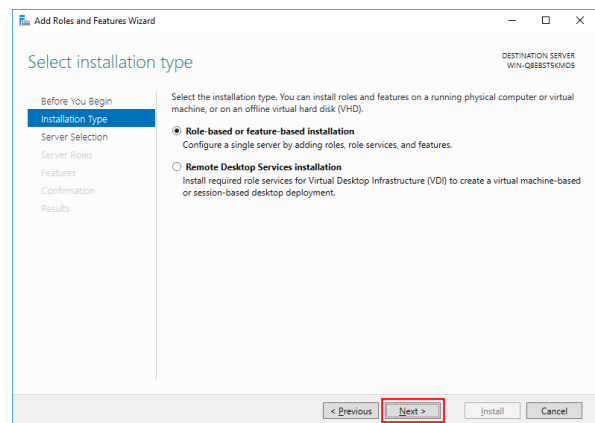 Add Roles and Features Wizard
Select installation type
DESTINATION SERVER
WIN-Q8EBST5KMOS
Before You Begin
Installation Type
Server Selection
Server Roles
Features
Confirmation
Results
Select the installation type. You can install roles and features on a running physical computer or virtual
machine, or on an offline virtual hard disk (VHD).
Role-based or feature-based installation
Configure a single server by adding roles, role services, and features.
Remote Desktop Services installation
Install required role services for Virtual Desktop Infrastructure (VDI) to create a virtual machine-based
or session-based desktop deployment.
< Previous
Next >
Install
Cancel